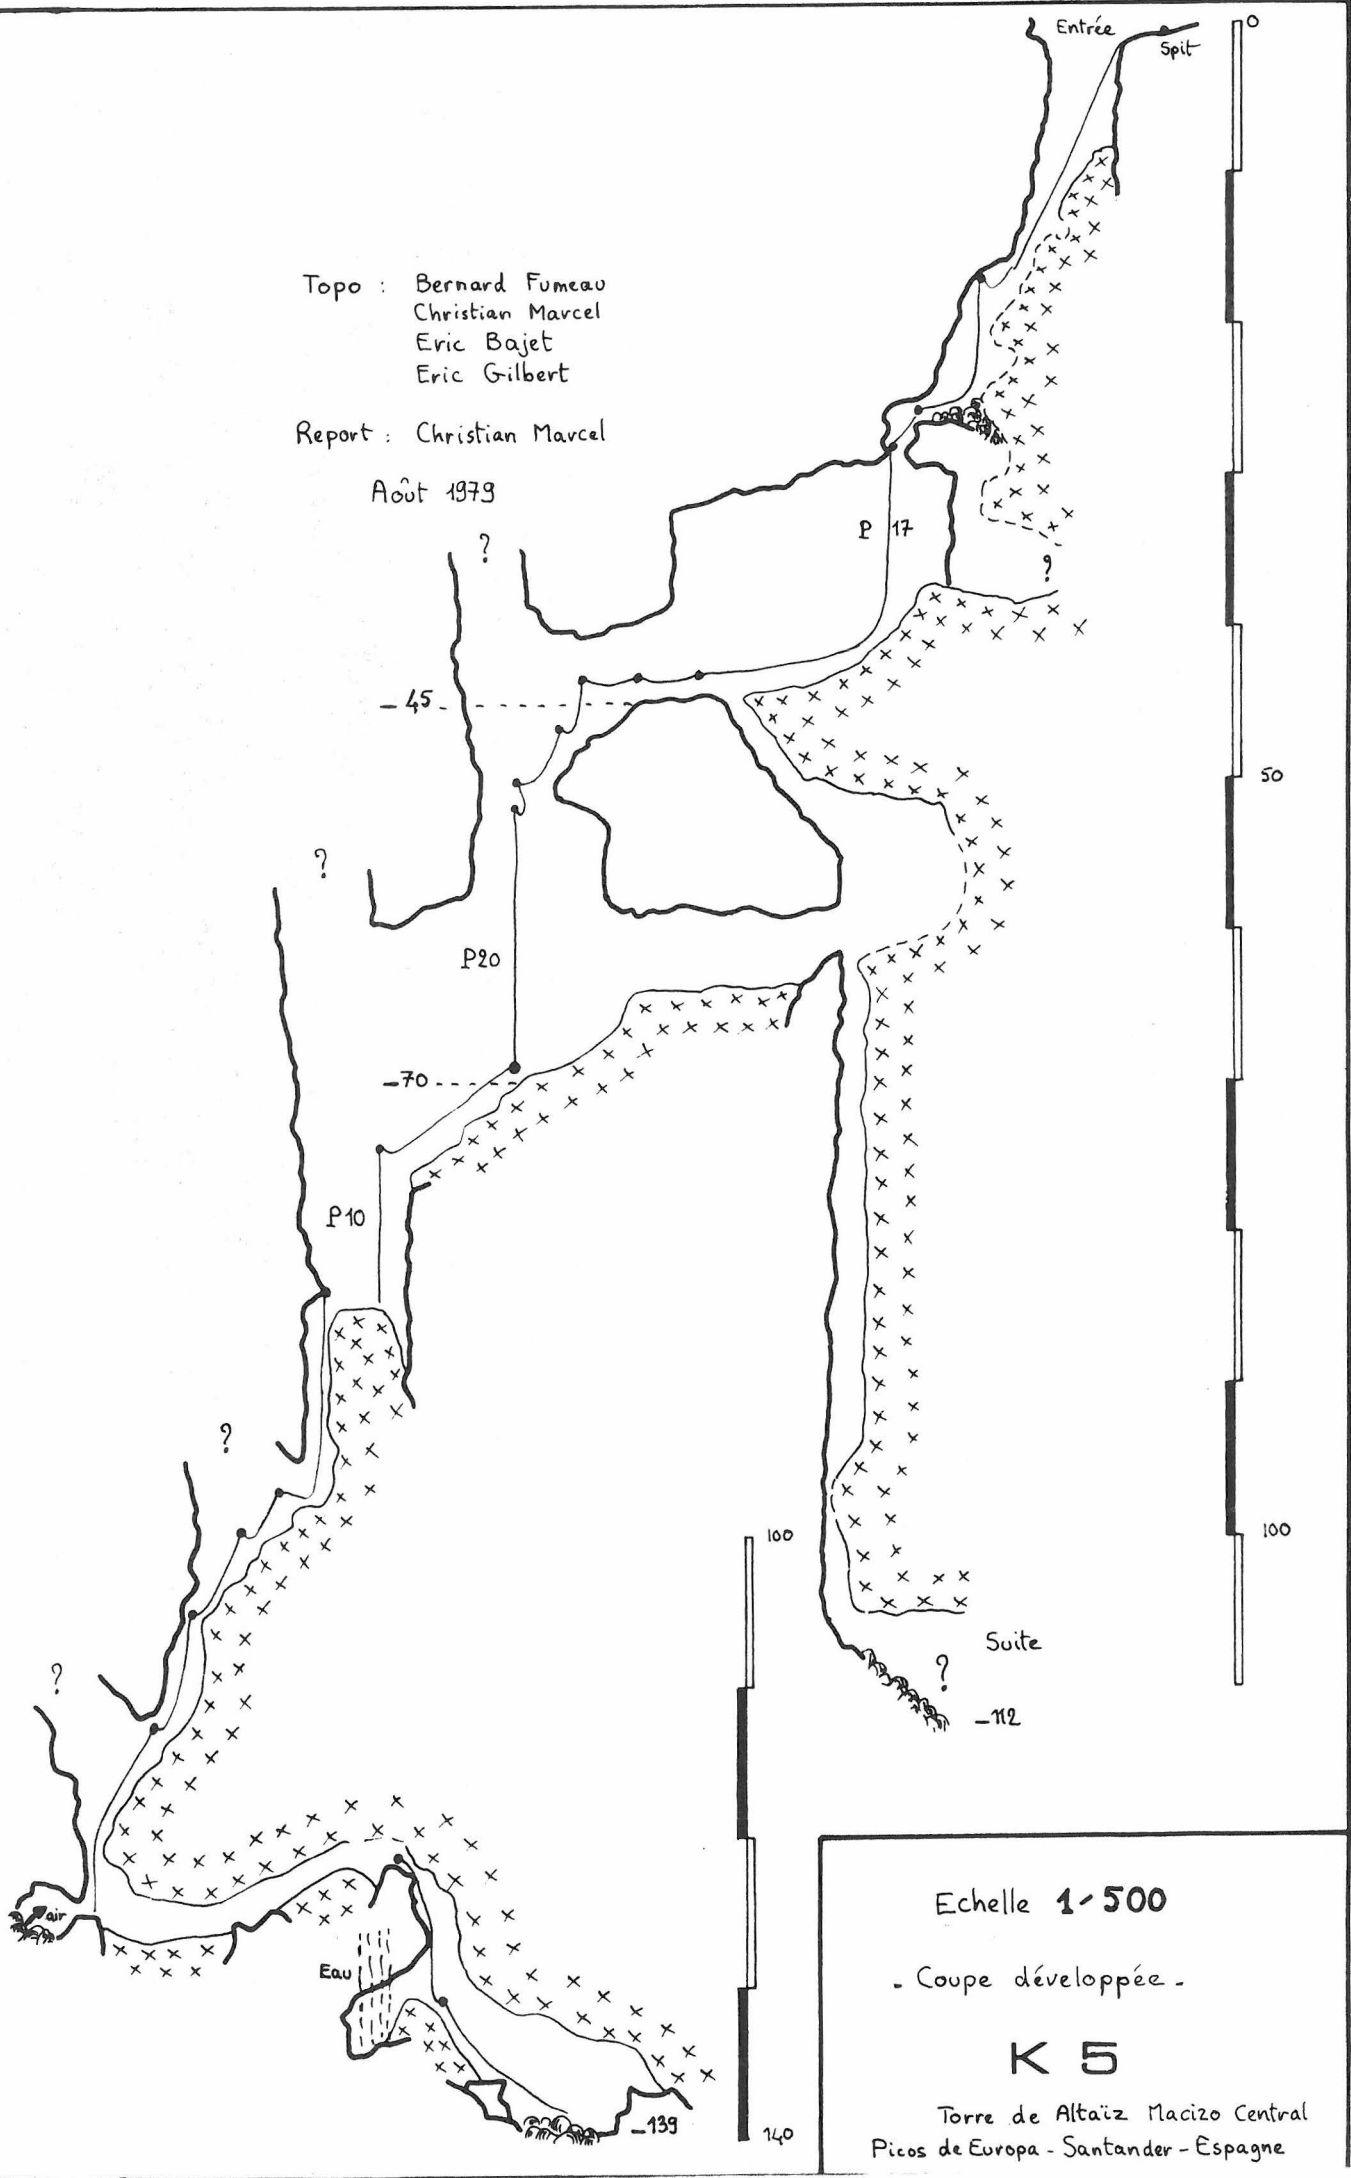 Entrée
Spit
0
Topo : Bernard Fumeau
Christian Marcel
Eric Bajet
Eric Gilbert
Report : Christian Marcel
Août 1979
?
P 17
?
-45
50
?
P20
-70
P10
?
100
100
Suite
?
-112
?
air
Eau
-139
140
Echelle 1/500
- Coupe développée -
K 5
Torre de Altaïz Macizo Central
Picos de Europa - Santander - Espagne